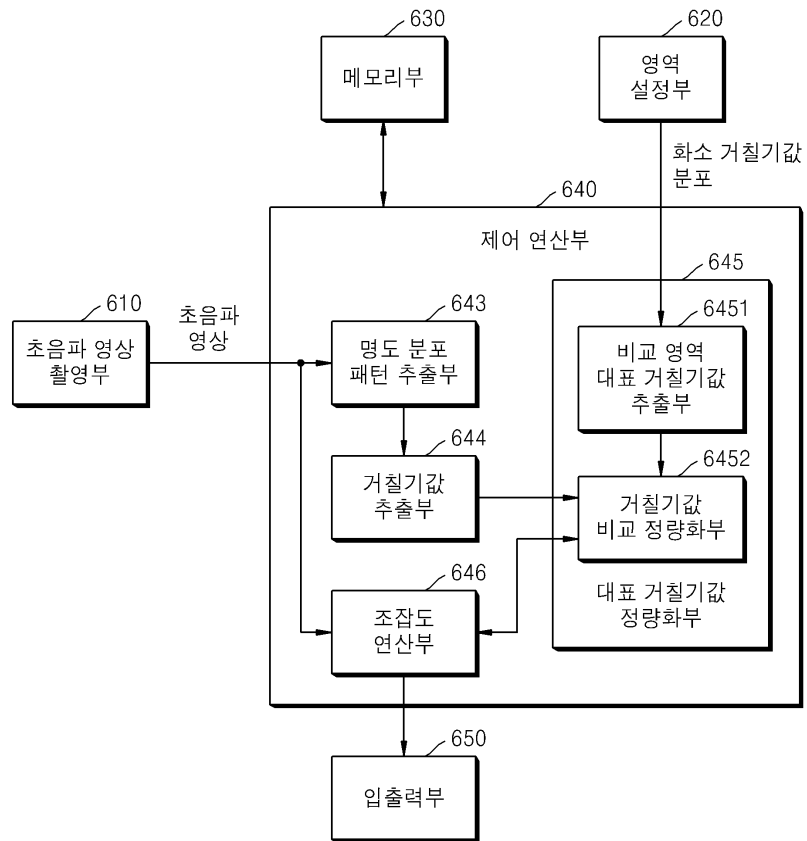 630
메모리부
620
영역
설정부
화소 거칠기값
분포
640
제어 연산부
645
610
초음파 영상
촬영부
초음파
영상
643
명도 분포
패턴 추출부
6451
비교 영역
대표 거칠기값
추출부
644
거칠기값
추출부
6452
거칠기값
비교 정량화부
646
조잡도
연산부
대표 거칠기값
정량화부
650
입출력부